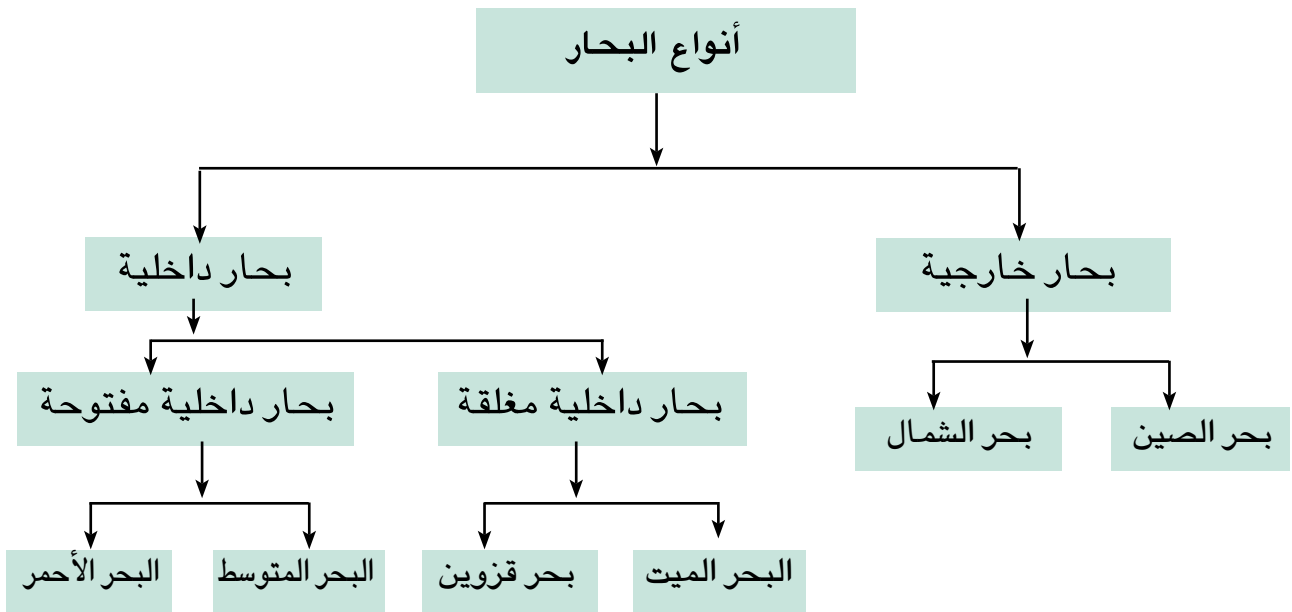 أنواع البحار
بحار خارجية
بحار داخلية
بحار داخلية مغلقة
بحار داخلية مفتوحة
بحر الصين
بحر الشمال
البحر الميت
بحر قزوين
البحر المتوسط
البحر الأحمر